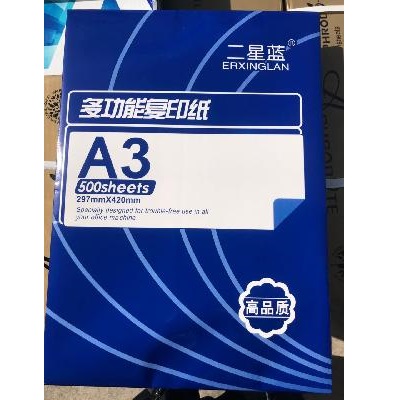 二星蓝®
ERXINGLAN
多功能复印纸
A3
500sheets
297mmX420mm
Specially designed for trouble-free use in all
your office machine
高品质